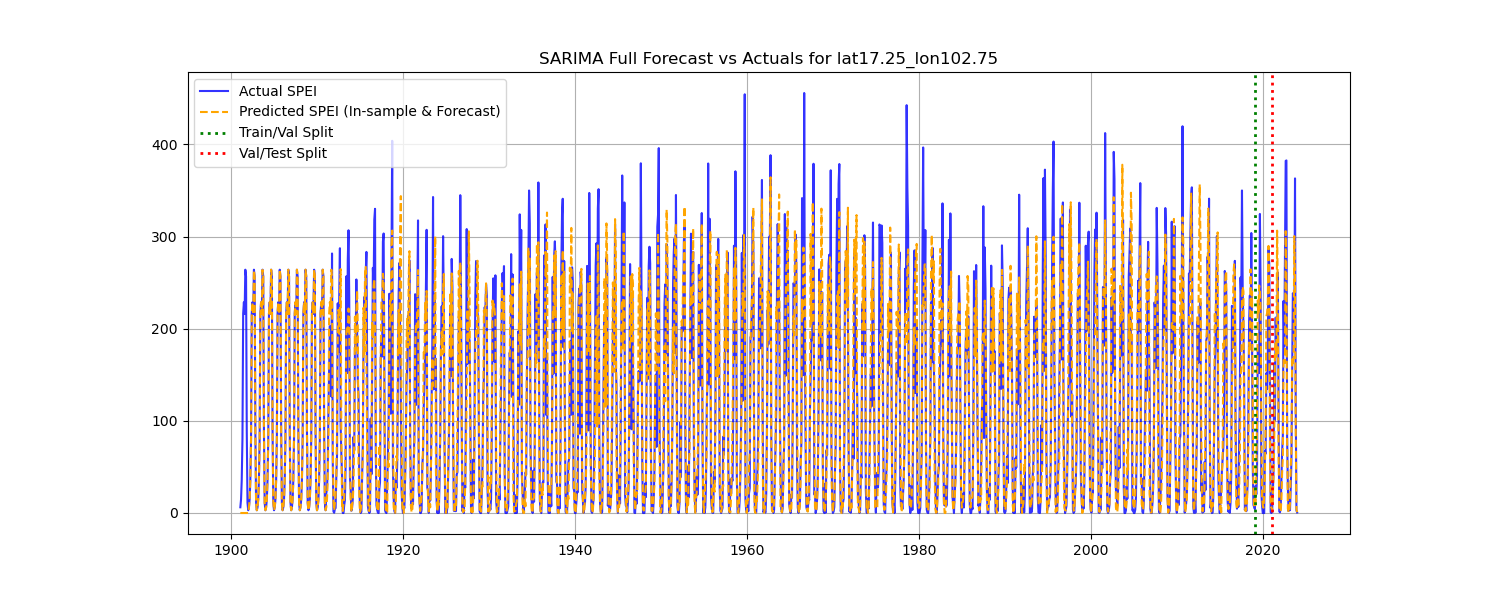 SARIMA Full Forecast vs Actuals for lat17.25_lon102.75
Actual SPEI
Predicted SPEI (In-sample & Forecast)
Train/Val Split
Val/Test Split
400
300
200
100
0
1900
1920
1940
1960
1980
2000
2020